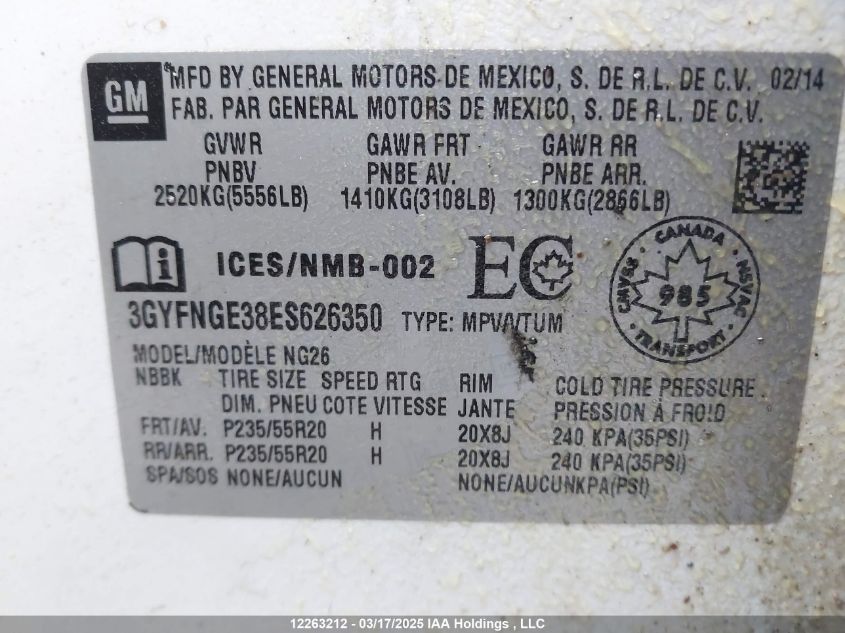 GM
MFD BY GENERAL MOTORS DE MEXICO, S. DE R.L. DE C.V. 02/14
FAB. PAR GENERAL MOTORS DE MEXICO, S. DE R.L. DE C.V.
GVWR GAWR FRT GAWR RR
PNBV PNBE AV. PNBE ARR.
2520KG(5556LB) 1410KG(3108LB) 1300KG(2866LB)
i ICES/NMB-002 EC
CANADA
CMVSS NSVAC
985
TRANSPORT
3GYFNGE38ES626350 TYPE: MPV/VTUM
MODEL/MODÈLE NG26
NBBK TIRE SIZE SPEED RTG RIM COLD TIRE PRESSURE
DIM. PNEU COTE VITESSE JANTE PRESSION À FROID
FRT/AV. P235/55R20 H 20X8J 240 KPA(35PSI)
RR/ARR. P235/55R20 H 20X8J 240 KPA(35PSI)
SPA/SOS NONE/AUCUN NONE/AUCUNKPA(PSI)
12263212 - 03/17/2025 IAA Holdings , LLC